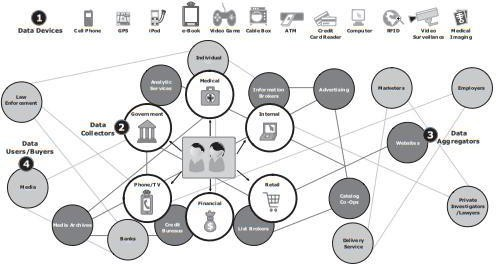 1
Data Devices
Cell Phone
GPS
iPod
e-Book
Video Game
Cable Box
ATM
Credit
Card Reader
Computer
RFID
Video
Surveillance
Medical
Imaging
Individual
Analytic
Services
Medical
Information
Brokers
Advertising
Marketers
Employers
Law
Enforcement
Data
Collectors
2
Government
Internet
3
Data
Aggregators
Websites
Data
Users/Buyers
4
Media
Phone/TV
Retail
Catalog
Co-Ops
Private
Investigators
/Lawyers
Media Archives
Credit
Bureaus
Financial
List Brokers
Banks
Delivery
Service